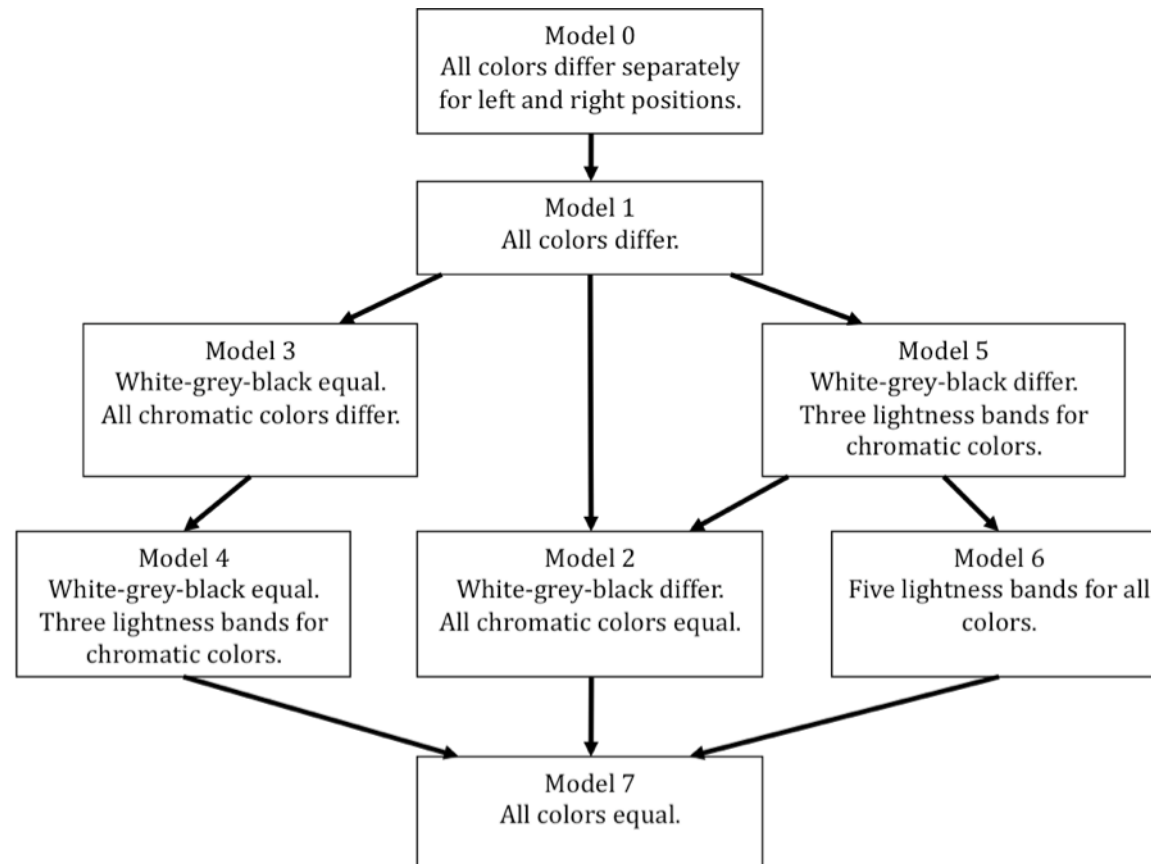 Model 0
All colors differ separately
for left and right positions.
Model 1
All colors differ.
Model 3
White-grey-black equal.
All chromatic colors differ.
Model 5
White-grey-black differ.
Three lightness bands for
chromatic colors.
Model 4
White-grey-black equal.
Three lightness bands for
chromatic colors.
Model 2
White-grey-black differ.
All chromatic colors equal.
Model 6
Five lightness bands for all
colors.
Model 7
All colors equal.